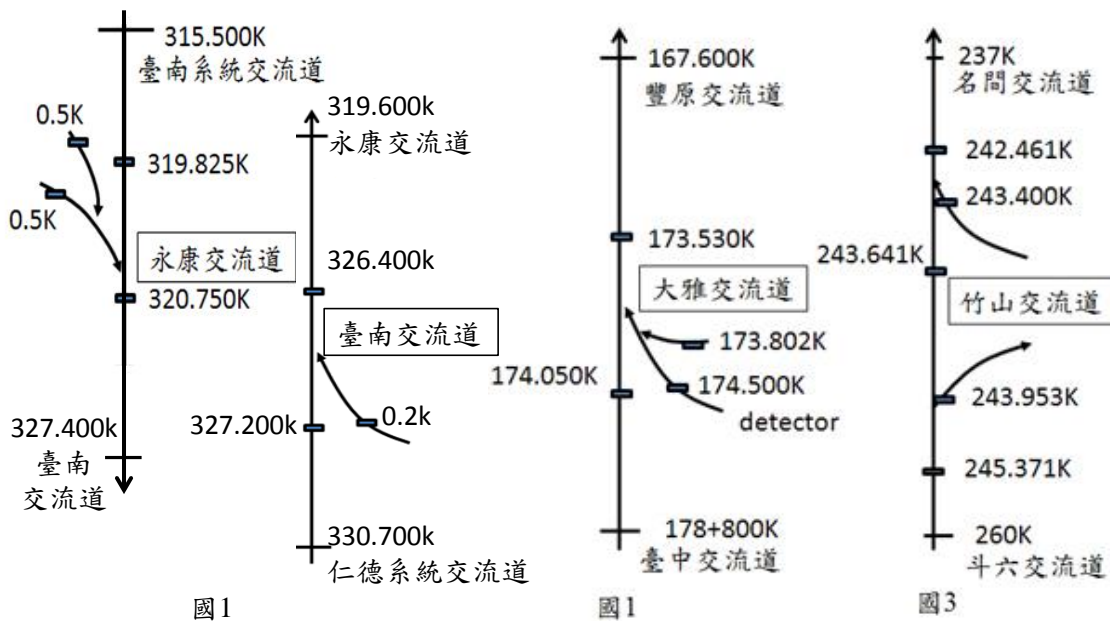 315.500K
臺南系統交流道
0.5K
319.825K
0.5K
永康交流道
320.750K
327.400k
臺南
交流道
319.600k
永康交流道
326.400k
臺南交流道
327.200k
0.2k
330.700k
仁德系統交流道
國1
167.600K
豐原交流道
173.530K
大雅交流道
173.802K
174.050K
174.500K
detector
178+800K
臺中交流道
國1
237K
名間交流道
242.461K
243.400K
243.641K
竹山交流道
243.953K
245.371K
260K
斗六交流道
國3